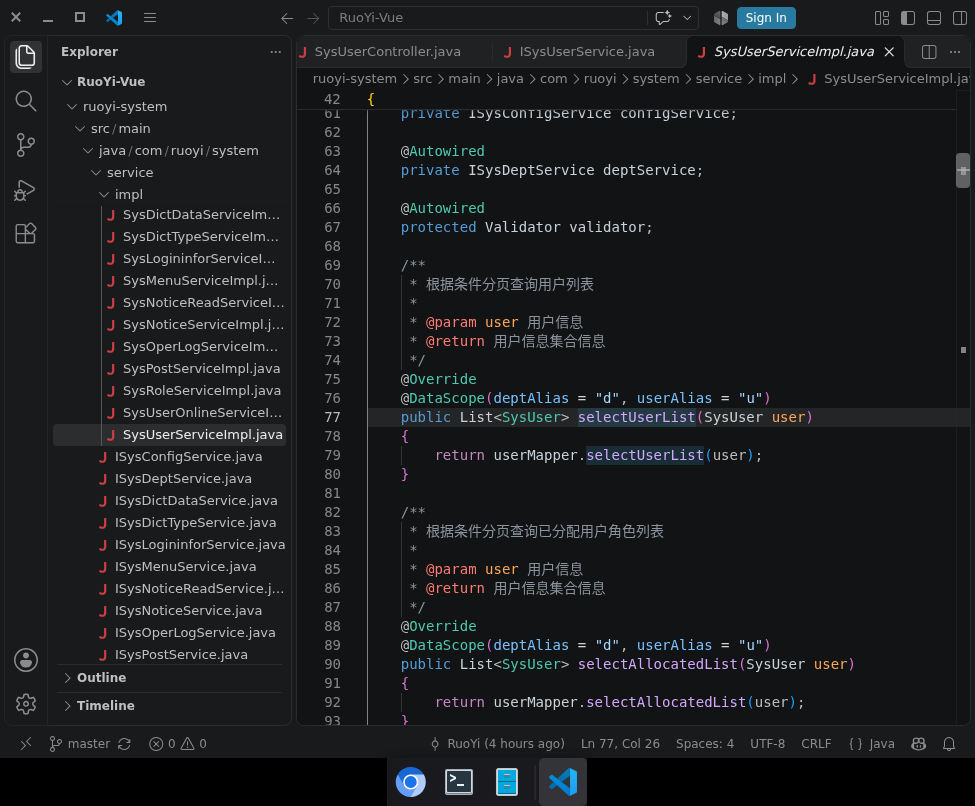 RuoYi-Vue
Sign In
Explorer
SysUserController.java
ISysUserService.java
SysUserServiceImpl.java
ruoyi-system > src > main > java > com > ruoyi > system > service > impl > SysUserServiceImpl.ja
RuoYi-Vue
ruoyi-system
src/main
java/com/ruoyi/system
service
impl
SysDictDataServiceIm...
SysDictTypeServiceIm...
SysLogininforServiceI...
SysMenuServiceImpl.j...
SysNoticeReadServiceI...
SysNoticeServiceImpl.j...
SysOperLogServiceIm...
SysPostServiceImpl.java
SysRoleServiceImpl.java
SysUserOnlineServiceI...
SysUserServiceImpl.java
ISysConfigService.java
ISysDeptService.java
ISysDictDataService.java
ISysDictTypeService.java
ISysLogininforService.java
ISysMenuService.java
ISysNoticeReadService.j...
ISysNoticeService.java
ISysOperLogService.java
ISysPostService.java
Outline
Timeline
42 {
61 private ISysConfigService configService;
62
63 @Autowired
64 private ISysDeptService deptService;
65
66 @Autowired
67 protected Validator validator;
68
69 /**
70 * 根据条件分页查询用户列表
71 *
72 * @param user 用户信息
73 * @return 用户信息集合信息
74 */
75 @Override
76 @DataScope(deptAlias = "d", userAlias = "u")
77 public List<SysUser> selectUserList(SysUser user)
78 {
79 return userMapper.selectUserList(user);
80 }
81
82 /**
83 * 根据条件分页查询已分配用户角色列表
84 *
85 * @param user 用户信息
86 * @return 用户信息集合信息
87 */
88 @Override
89 @DataScope(deptAlias = "d", userAlias = "u")
90 public List<SysUser> selectAllocatedList(SysUser user)
91 {
92 return userMapper.selectAllocatedList(user);
93 }
master
0 0
RuoYi (4 hours ago)
Ln 77, Col 26
Spaces: 4
UTF-8
CRLF
{ } Java